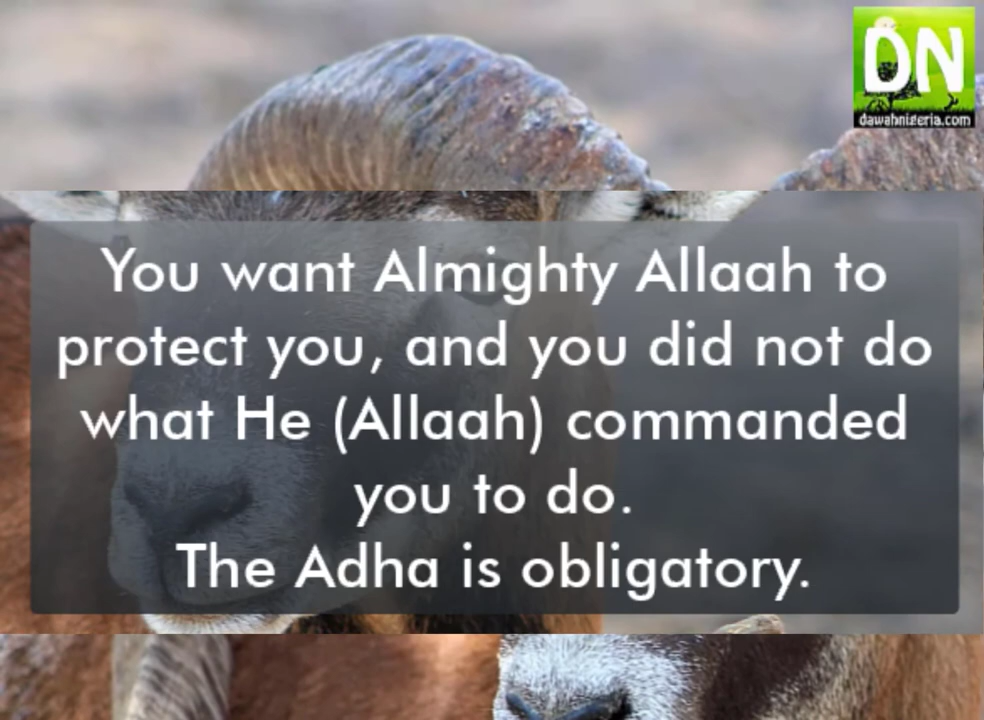 DN
dawahnigeria.com
You want Almighty Allaah to
protect you, and you did not do
what He (Allaah) commanded
you to do.
The Adha is obligatory.